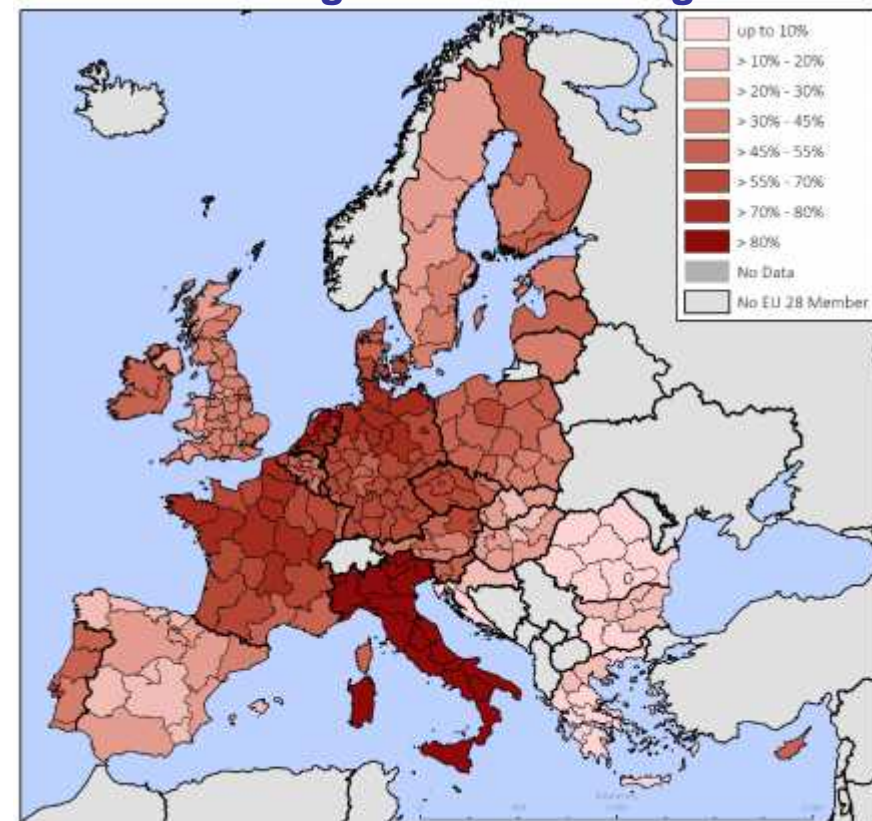 up to 10%
> 10% - 20%
> 20% - 30%
> 30% - 45%
> 45% - 55%
> 55% - 70%
> 70% - 80%
> 80%
No Data
No EU 28 Member